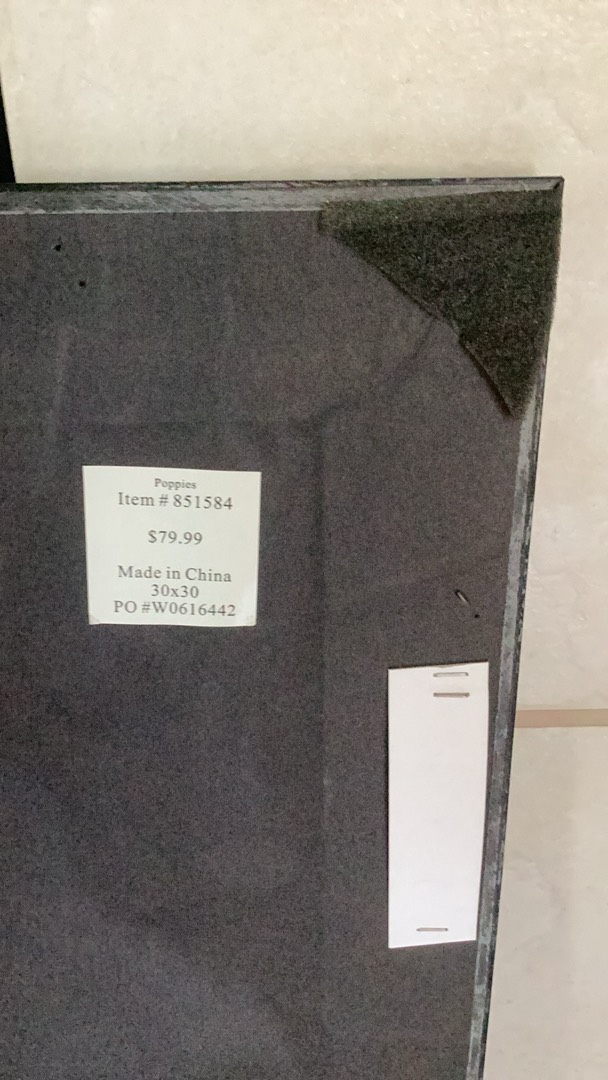 Poppies
Item # 851584
$79.99
Made in China
30x30
PO #W0616442